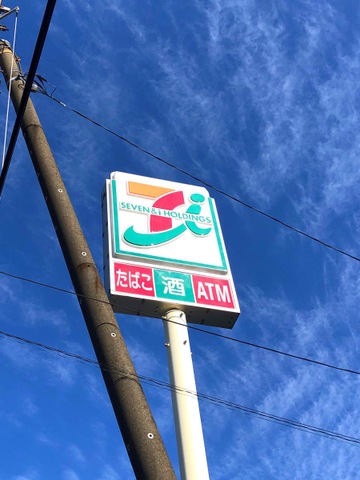 SEVEN & i HOLDINGS
たばこ 酒 ATM